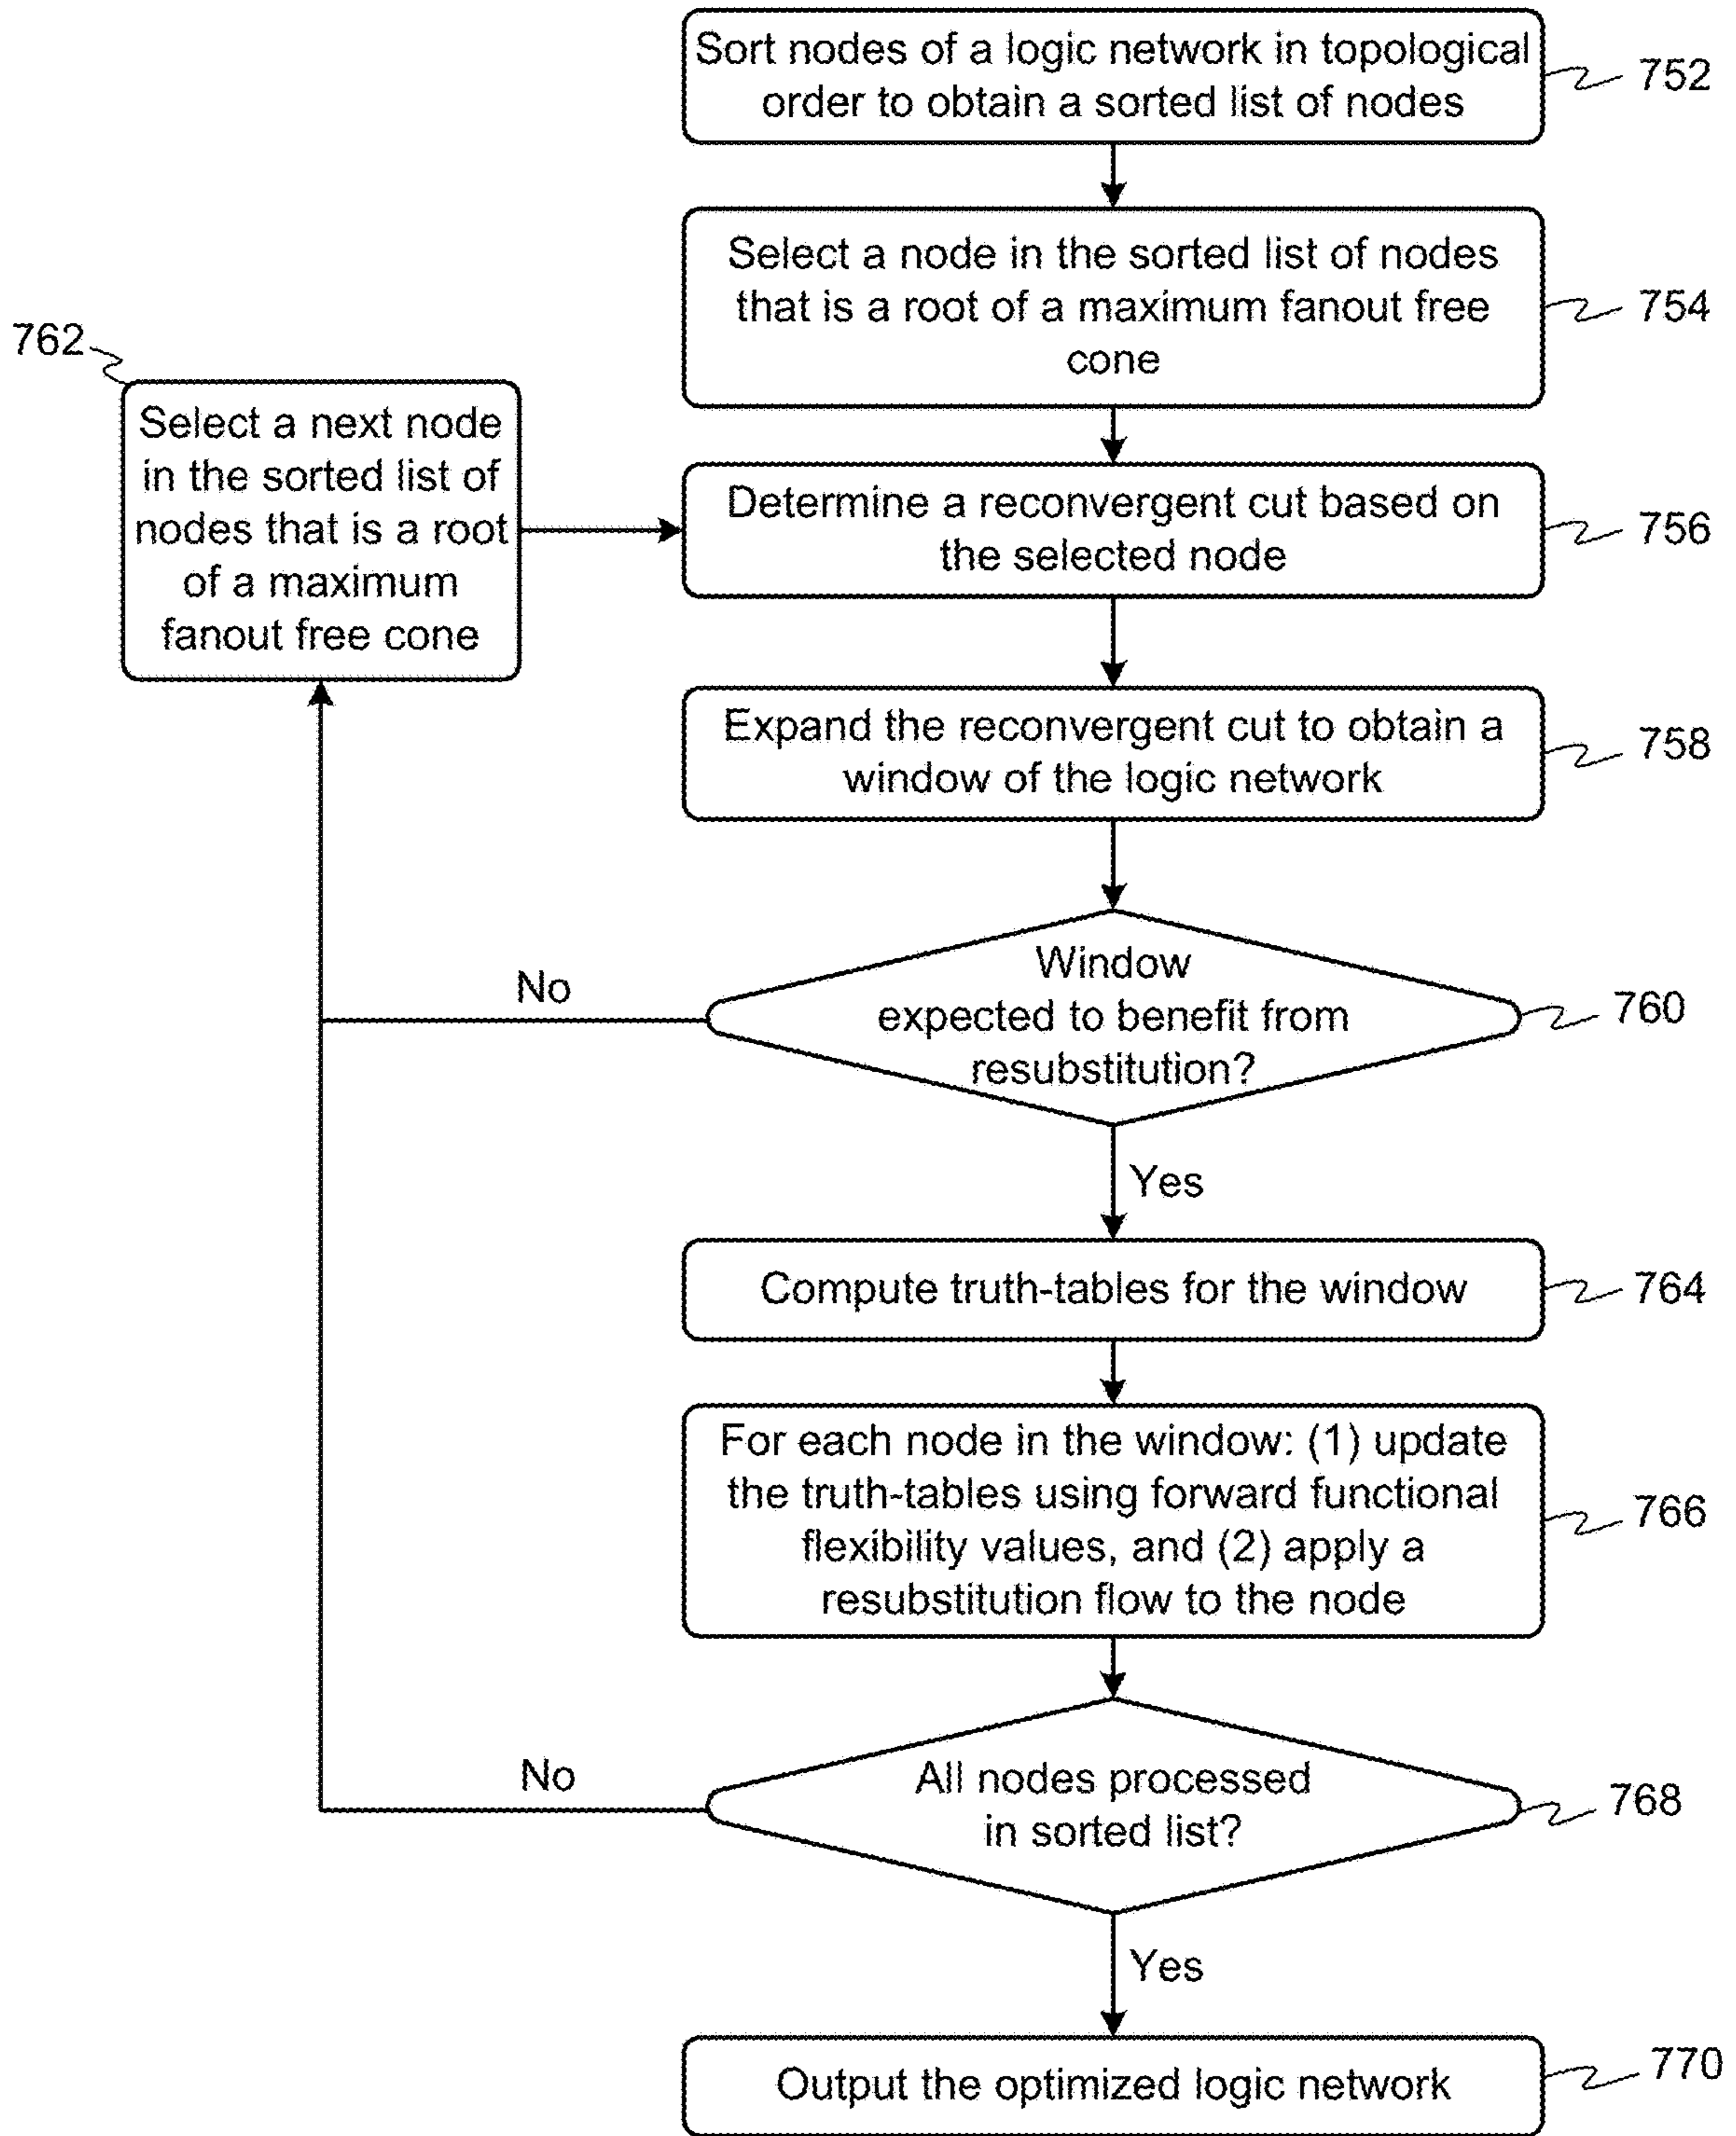 Sort nodes of a logic network in topological
order to obtain a sorted list of nodes
752
Select a node in the sorted list of nodes
that is a root of a maximum fanout free
cone
754
762
Select a next node
in the sorted list of
nodes that is a root
of a maximum
fanout free cone
Determine a reconvergent cut based on
the selected node
756
Expand the reconvergent cut to obtain a
window of the logic network
758
Window
expected to benefit from
resubstitution?
760
No
Yes
Compute truth-tables for the window
764
For each node in the window: (1) update
the truth-tables using forward functional
flexibility values, and (2) apply a
resubstitution flow to the node
766
All nodes processed
in sorted list?
768
No
Yes
Output the optimized logic network
770